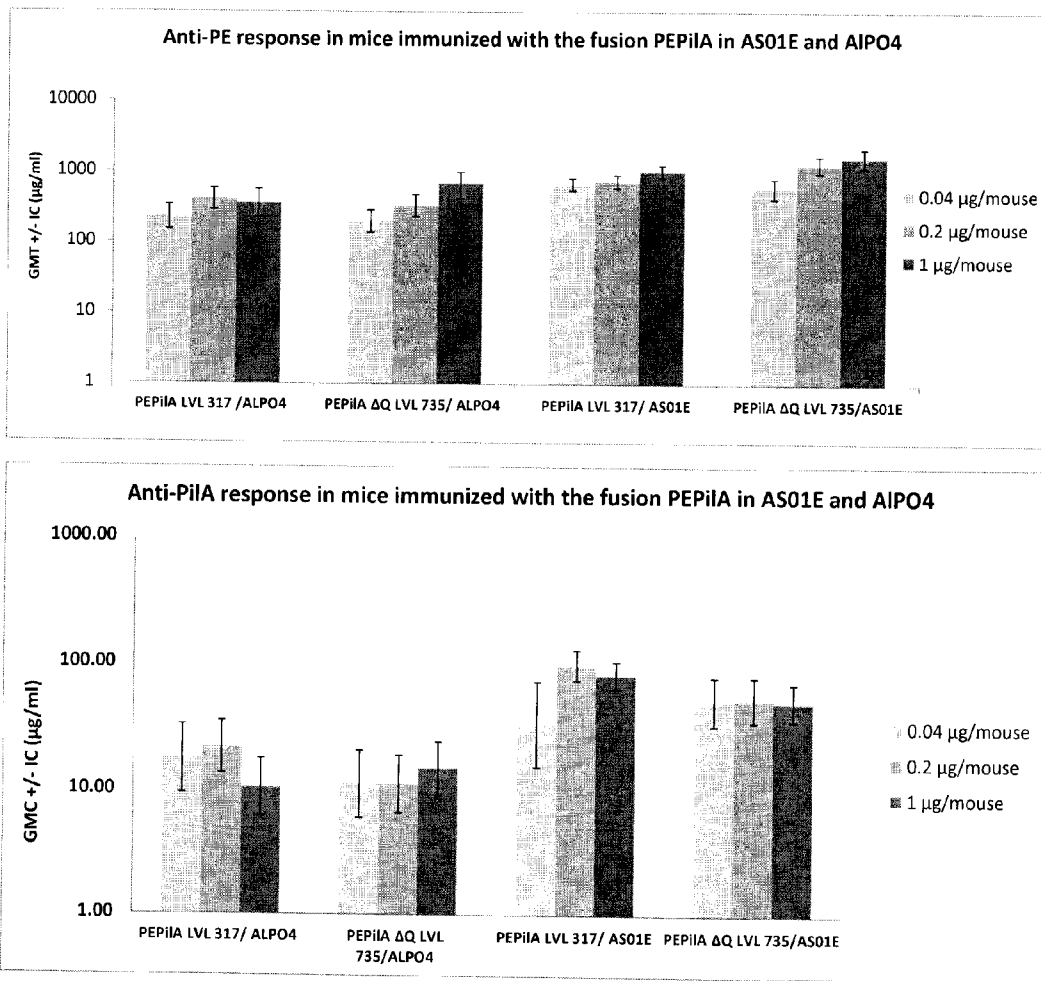 Anti-PE response in mice immunized with the fusion PEPilA in AS01E and AlPO4
GMT +/- IC (µg/ml)
10000
1000
100
10
1
PEPilA LVL 317 /ALPO4
PEPilA ΔQ LVL 735/ ALPO4
PEPilA LVL 317/ AS01E
PEPilA ΔQ LVL 735/AS01E
0.04 µg/mouse
0.2 µg/mouse
1 µg/mouse
Anti-PilA response in mice immunized with the fusion PEPilA in AS01E and AlPO4
GMC +/- IC (µg/ml)
1000.00
100.00
10.00
1.00
PEPilA LVL 317/ ALPO4
PEPilA ΔQ LVL
735/ALPO4
PEPilA LVL 317/ AS01E
PEPilA ΔQ LVL 735/AS01E
0.04 µg/mouse
0.2 µg/mouse
1 µg/mouse